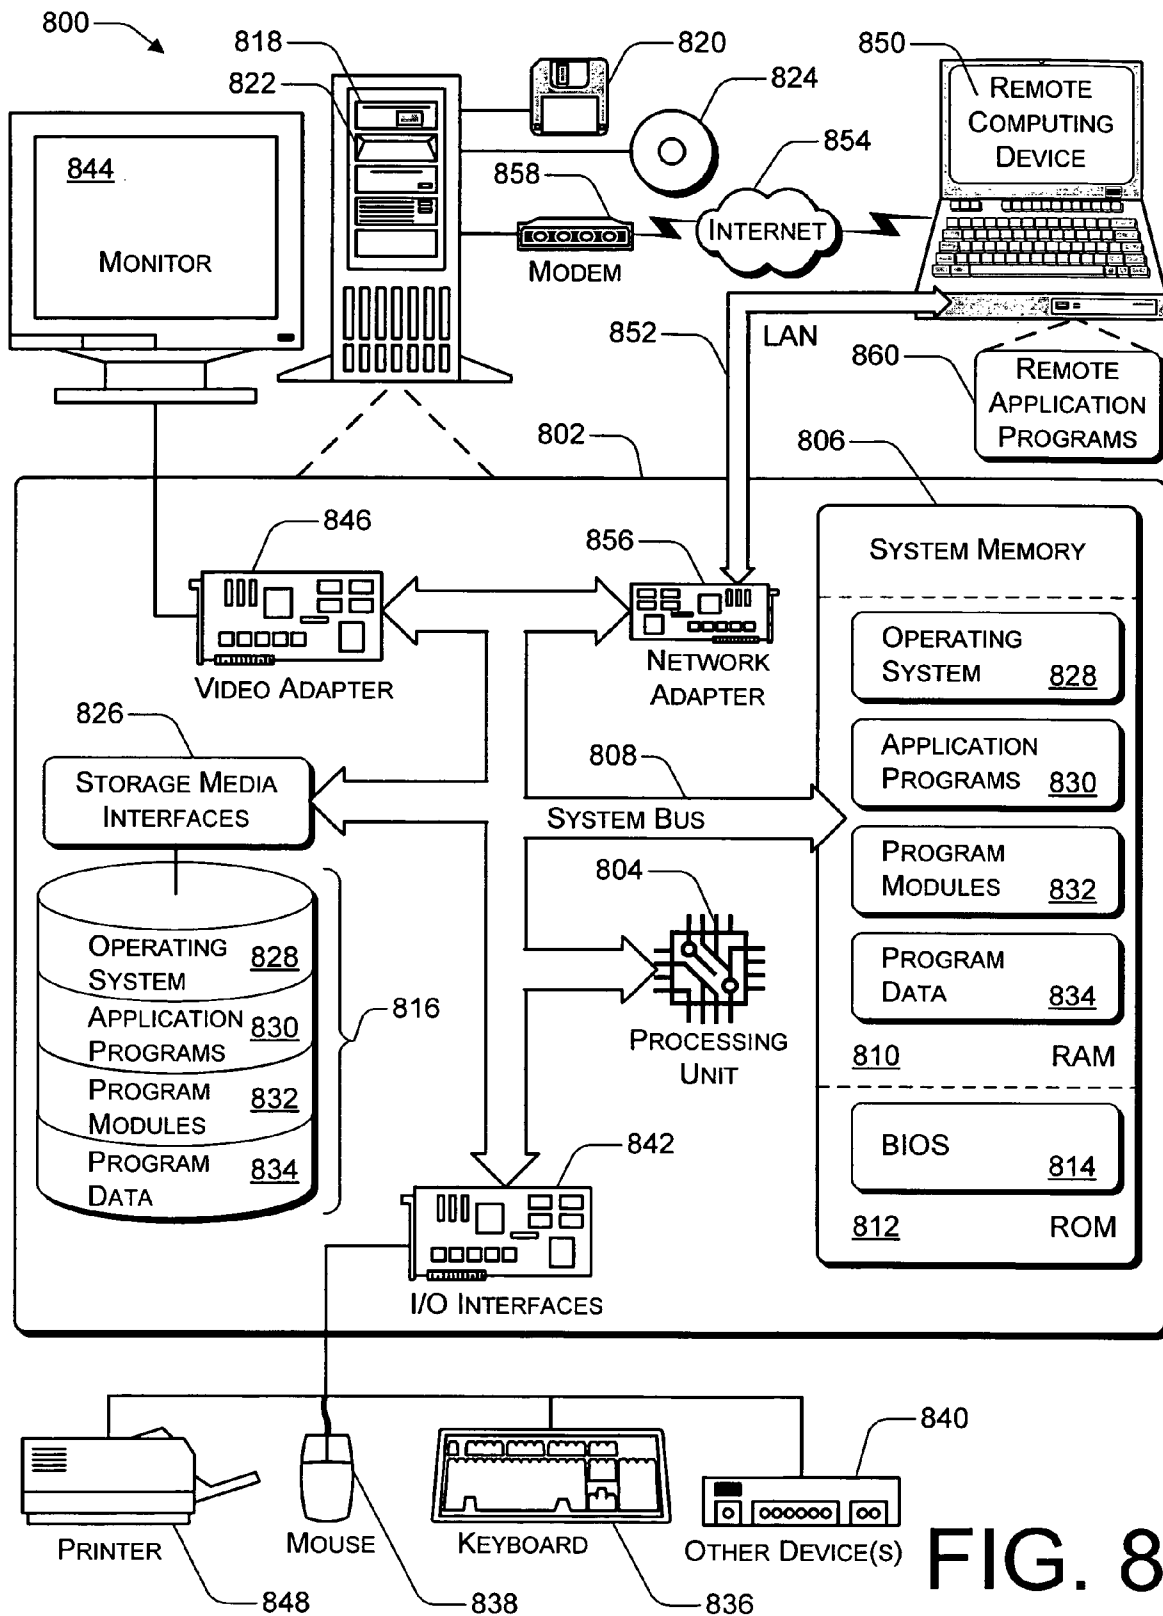 800
818
822
820
824
850
REMOTE
COMPUTING
DEVICE
844
MONITOR
858
MODEM
854
INTERNET
852
LAN
860
REMOTE
APPLICATION
PROGRAMS
802
806
846
VIDEO ADAPTER
856
NETWORK
ADAPTER
SYSTEM MEMORY
OPERATING
SYSTEM 828
APPLICATION
PROGRAMS 830
PROGRAM
MODULES 832
PROGRAM
DATA 834
810 RAM
BIOS 814
812 ROM
826
STORAGE MEDIA
INTERFACES
808
SYSTEM BUS
804
PROCESSING
UNIT
OPERATING
SYSTEM 828
APPLICATION
PROGRAMS 830
PROGRAM
MODULES 832
PROGRAM
DATA 834
816
842
I/O INTERFACES
PRINTER
848
MOUSE
838
KEYBOARD
836
840
OTHER DEVICE(S)
FIG. 8